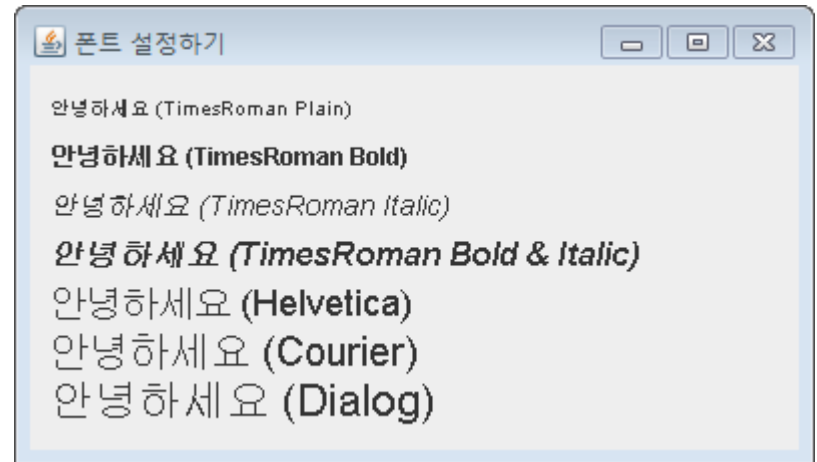 폰트 설정하기
안녕하세요 (TimesRoman Plain)
안녕하세요 (TimesRoman Bold)
안녕하세요 (TimesRoman Italic)
안녕하세요 (TimesRoman Bold & Italic)
안녕하세요 (Helvetica)
안녕하세요 (Courier)
안녕하세요 (Dialog)